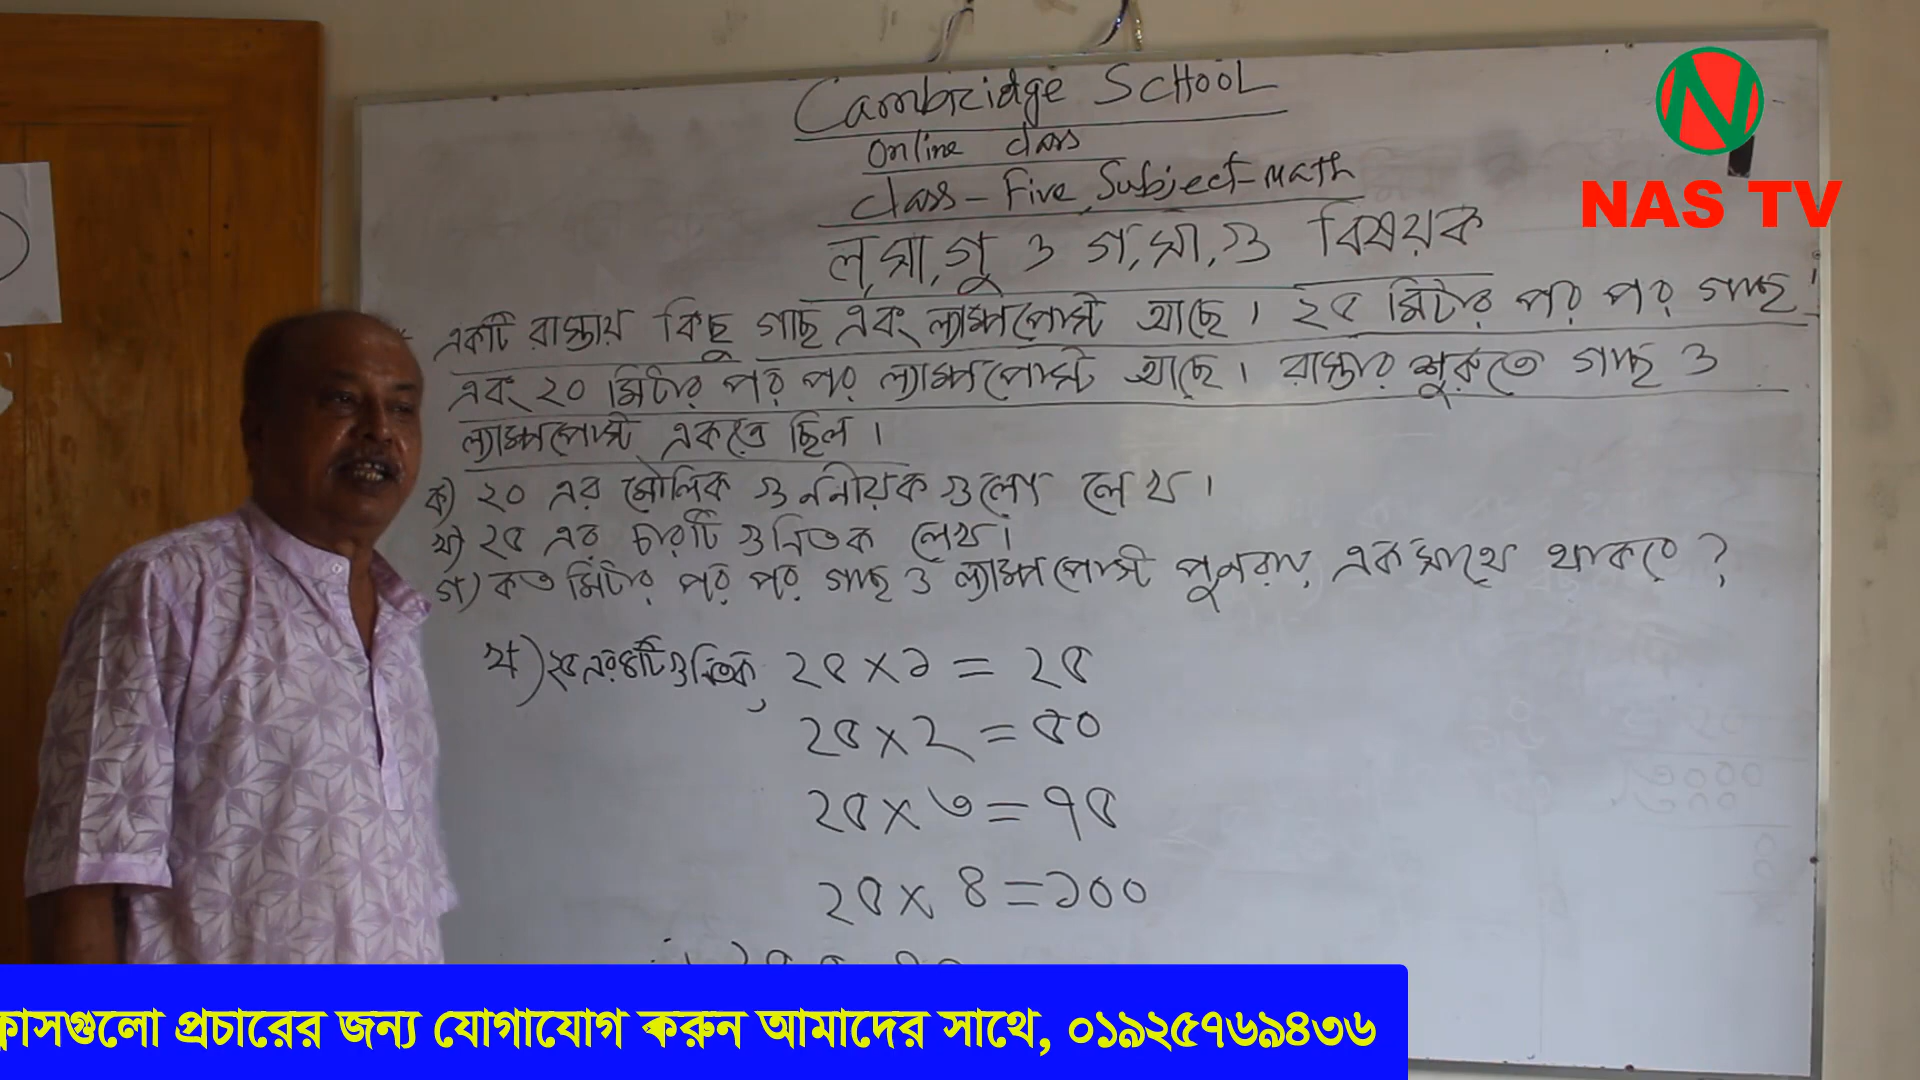 Cambridge SCHOOL
Online class
class - Five, Subject - math
ল,সা,গু ও গ,সা,গু বিষয়ক
NAS TV
একটি রাস্তায় কিছু গাছ এবং ল্যাম্পপোস্ট আছে। ২৫ মিটার পর পর গাছ
এবং ২০ মিটার পর পর ল্যাম্পপোস্ট আছে। রাস্তার শুরুতে গাছ ও
ল্যাম্পপোস্ট একত্রে ছিল।
ক) ২০ এর মৌলিক গুননীয়ক গুলো লেখ।
খ) ২৫ এর চারটি গুনিতক লেখ।
গ) কত মিটার পর পর গাছ ও ল্যাম্পপোস্ট পুনরায় একসাথে থাকবে?
খ) ২৫ এর ৪টি গুনিতক, ২৫ × ১ = ২৫
২৫ × ২ = ৫০
২৫ × ৩ = ৭৫
২৫ × ৪ = ১০০
ক্লাসগুলো প্রচারের জন্য যোগাযোগ করুন আমাদের সাথে, ০১৯২৫৭৬৯৪৩৬